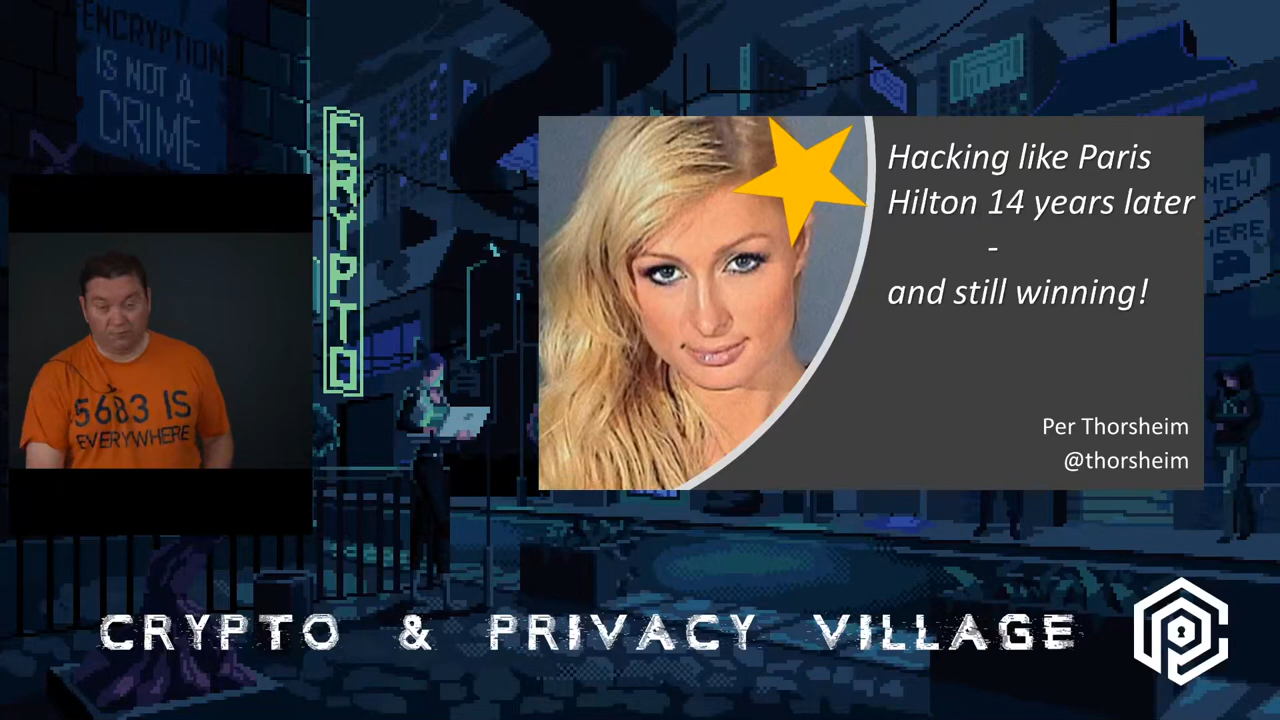 ENCRYPTION
IS NOT A
CRIME
CRYPTO
5683 IS
EVERYWHERE
Hacking like Paris
Hilton 14 years later
-
and still winning!
Per Thorsheim
@thorsheim
NEW
TO
HERE
CRYPTO & PRIVACY VILLAGE